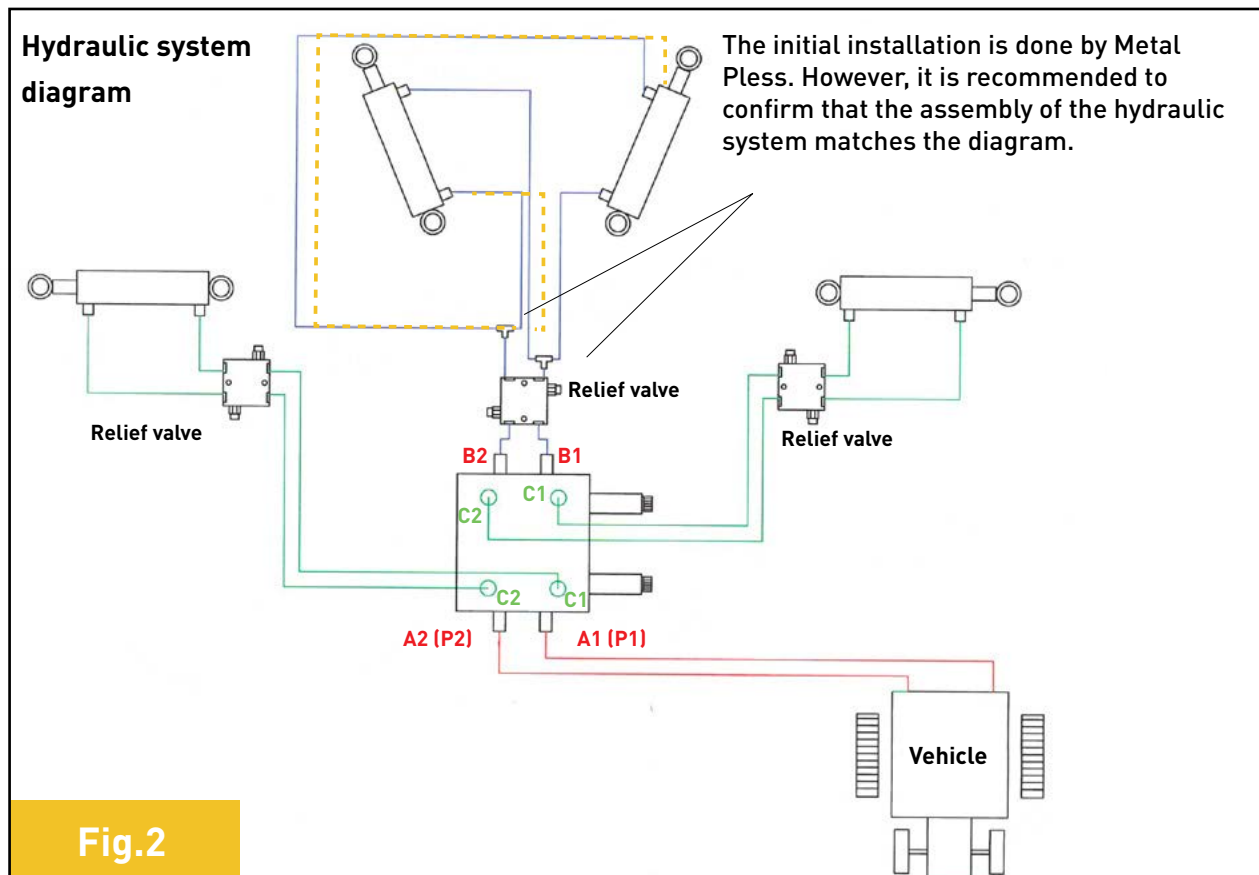 Hydraulic system
diagram
The initial installation is done by Metal
Pless. However, it is recommended to
confirm that the assembly of the hydraulic
system matches the diagram.
Relief valve
Relief valve
Relief valve
B2
B1
C2
C1
C2
C1
A2 (P2)
A1 (P1)
Vehicle
Fig.2